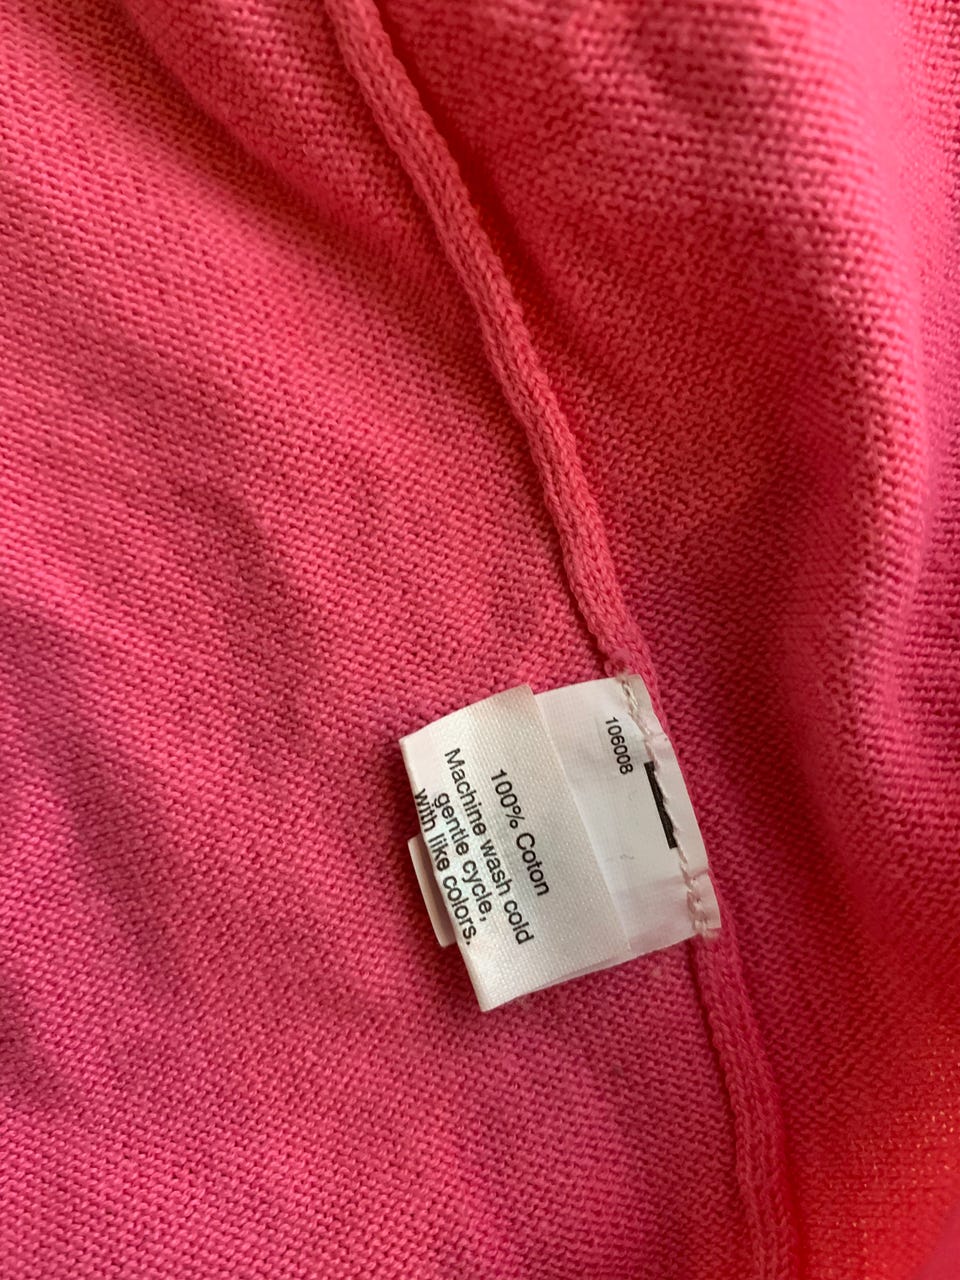 106008
100% Coton
Machine wash cold
gentle cycle,
with like colors.